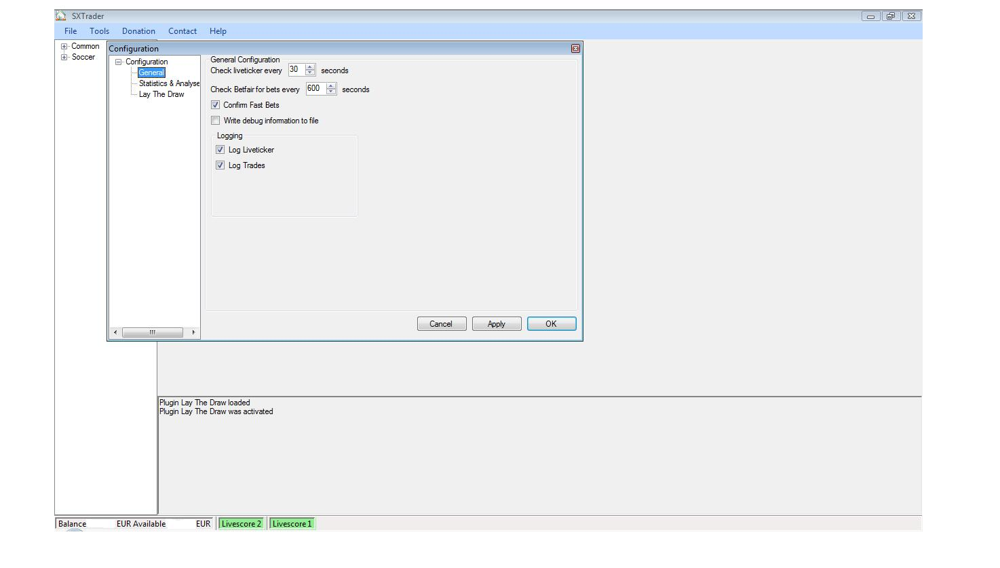 SXTrader
File Tools Donation Contact Help
Common
Soccer
Configuration
Configuration
General
Statistics & Analyse
Lay The Draw
General Configuration
Check liveticker every 30 seconds
Check Betfair for bets every 600 seconds
Confirm Fast Bets
Write debug information to file
Logging
Log Liveticker
Log Trades
Cancel Apply OK
Plugin Lay The Draw loaded
Plugin Lay The Draw was activated
Balance EUR Available EUR Livescore 2 Livescore 1